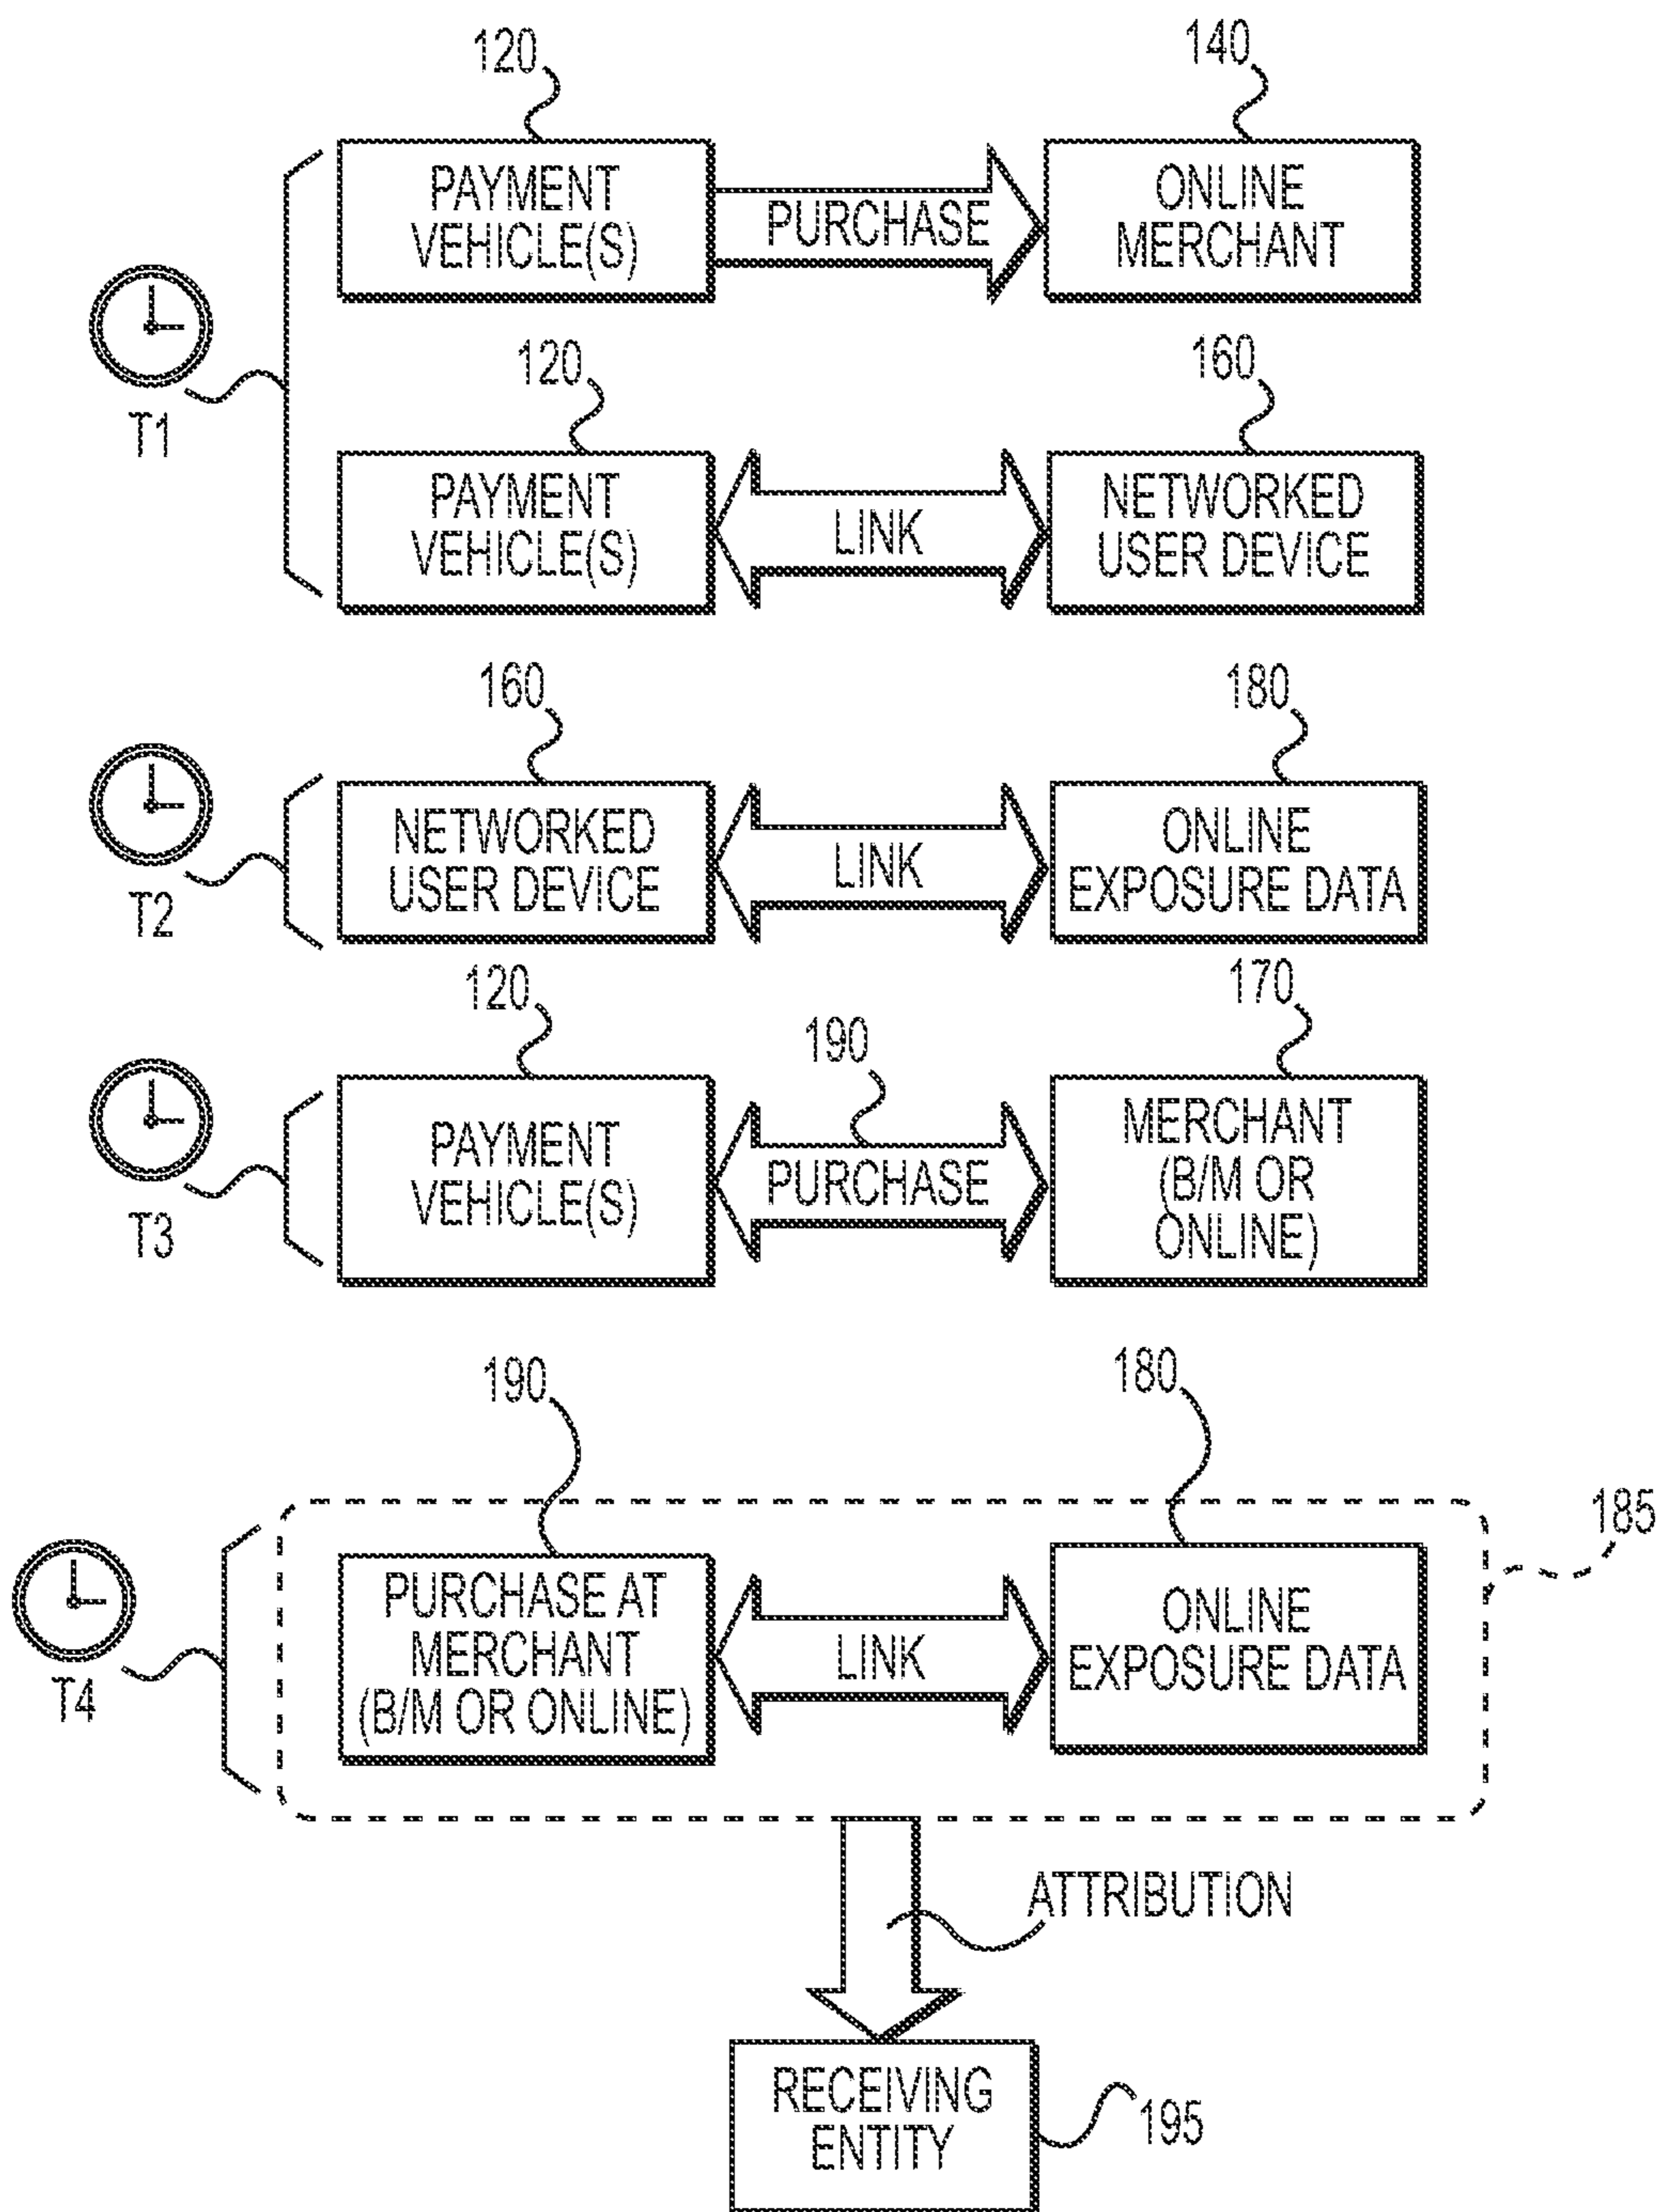 120
140
PAYMENT
VEHICLE(S)
PURCHASE
ONLINE
MERCHANT
T1
120
160
PAYMENT
VEHICLE(S)
LINK
NETWORKED
USER DEVICE
160
180
T2
NETWORKED
USER DEVICE
LINK
ONLINE
EXPOSURE DATA
120
190
170
T3
PAYMENT
VEHICLE(S)
PURCHASE
MERCHANT
(B/M OR
ONLINE)
190
180
185
T4
PURCHASE AT
MERCHANT
(B/M OR ONLINE)
LINK
ONLINE
EXPOSURE DATA
ATTRIBUTION
RECEIVING
ENTITY
195